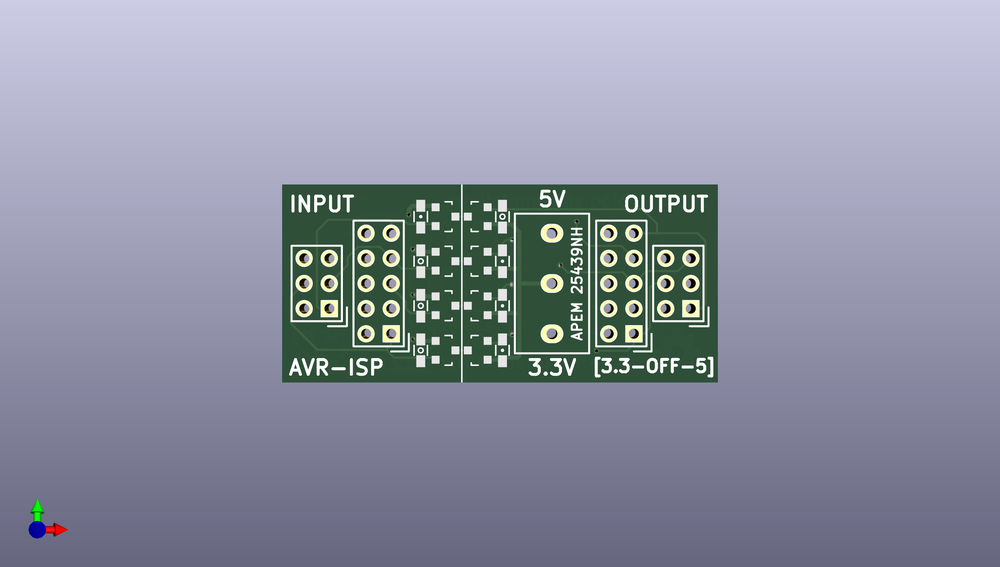 INPUT
5V
OUTPUT
APEM 25439NH
AVR-ISP
3.3V
[3.3-OFF-5]